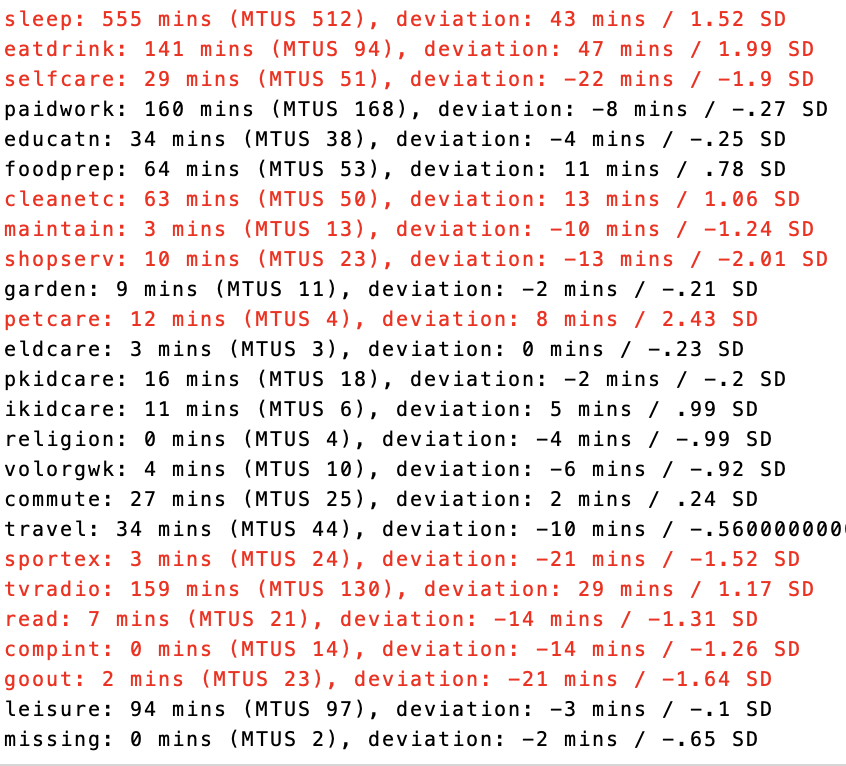 sleep: 555 mins (MTUS 512), deviation: 43 mins / 1.52 SD
eatdrink: 141 mins (MTUS 94), deviation: 47 mins / 1.99 SD
selfcare: 29 mins (MTUS 51), deviation: -22 mins / -1.9 SD
paidwork: 160 mins (MTUS 168), deviation: -8 mins / -.27 SD
educatn: 34 mins (MTUS 38), deviation: -4 mins / -.25 SD
foodprep: 64 mins (MTUS 53), deviation: 11 mins / .78 SD
cleanetc: 63 mins (MTUS 50), deviation: 13 mins / 1.06 SD
maintain: 3 mins (MTUS 13), deviation: -10 mins / -1.24 SD
shopserv: 10 mins (MTUS 23), deviation: -13 mins / -2.01 SD
garden: 9 mins (MTUS 11), deviation: -2 mins / -.21 SD
petcare: 12 mins (MTUS 4), deviation: 8 mins / 2.43 SD
eldcare: 3 mins (MTUS 3), deviation: 0 mins / -.23 SD
pkidcare: 16 mins (MTUS 18), deviation: -2 mins / -.2 SD
ikidcare: 11 mins (MTUS 6), deviation: 5 mins / .99 SD
religion: 0 mins (MTUS 4), deviation: -4 mins / -.99 SD
volorgwk: 4 mins (MTUS 10), deviation: -6 mins / -.92 SD
commute: 27 mins (MTUS 25), deviation: 2 mins / .24 SD
travel: 34 mins (MTUS 44), deviation: -10 mins / -.5600000000
sportex: 3 mins (MTUS 24), deviation: -21 mins / -1.52 SD
tvradio: 159 mins (MTUS 130), deviation: 29 mins / 1.17 SD
read: 7 mins (MTUS 21), deviation: -14 mins / -1.31 SD
compint: 0 mins (MTUS 14), deviation: -14 mins / -1.26 SD
goout: 2 mins (MTUS 23), deviation: -21 mins / -1.64 SD
leisure: 94 mins (MTUS 97), deviation: -3 mins / -.1 SD
missing: 0 mins (MTUS 2), deviation: -2 mins / -.65 SD